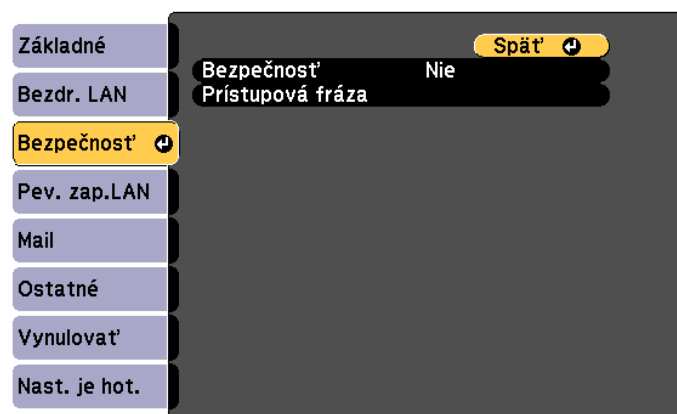 Základné
Bezdr. LAN
Bezpečnosť
Pev. zap.LAN
Mail
Ostatné
Vynulovať
Nast. je hot.
Späť
Bezpečnosť Nie
Prístupová fráza